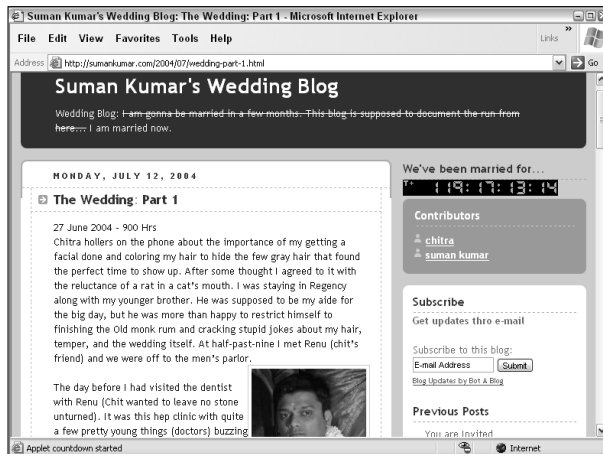 Suman Kumar's Wedding Blog: The Wedding: Part 1 - Microsoft Internet Explorer
File Edit View Favorites Tools Help
Links »
Address http://sumankumar.com/2004/07/wedding-part-1.html Go
Suman Kumar's Wedding Blog
Wedding Blog: I am gonna be married in a few months. This blog is supposed to document the run from
here... I am married now.
MONDAY, JULY 12, 2004
The Wedding: Part 1
27 June 2004 - 900 Hrs
Chitra hollers on the phone about the importance of my getting a
facial done and coloring my hair to hide the few gray hair that found
the perfect time to show up. After some thought I agreed to it with
the reluctance of a rat in a cat's mouth. I was staying in Regency
along with my younger brother. He was supposed to be my aide for
the big day, but he was more than happy to restrict himself to
finishing the Old monk rum and cracking stupid jokes about my hair,
temper, and the wedding itself. At half-past-nine I met Renu (chit's
friend) and we were off to the men's parlor.
The day before I had visited the dentist
with Renu (Chit wanted to leave no stone
unturned). It was this hep clinic with quite
a few pretty young things (doctors) buzzing
We've been married for...
T+ 119:17:13:14
Contributors
chitra
suman kumar
Subscribe
Get updates thro e-mail
Subscribe to this blog:
E-mail Address Submit
Blog Updates by Bot A Blog
Previous Posts
You are Invited
Applet countdown started
Internet